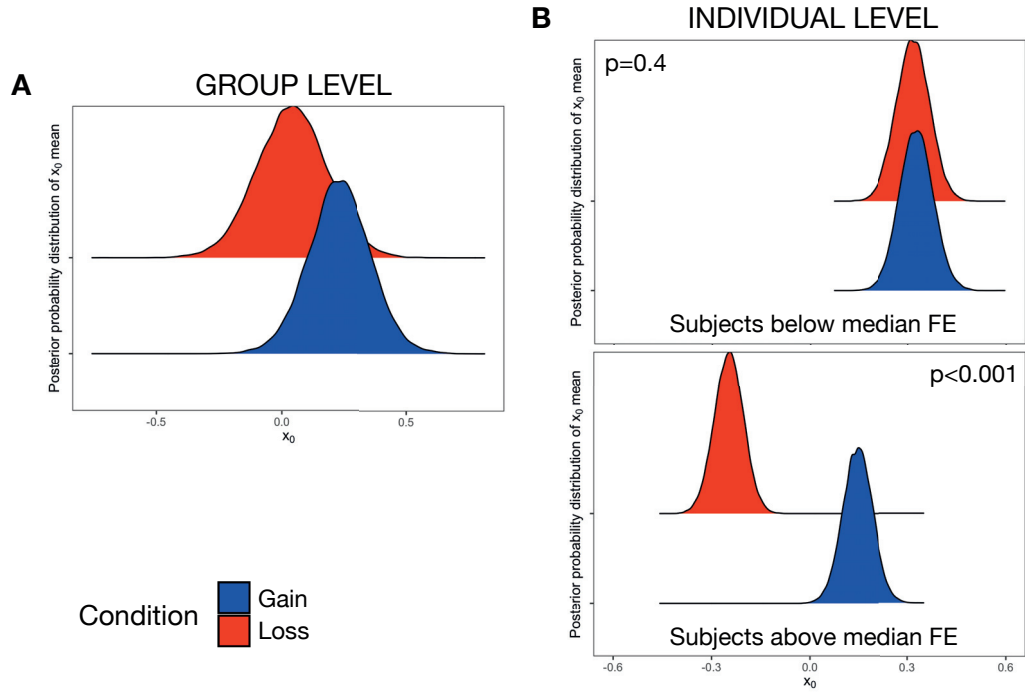 A
GROUP LEVEL
Posterior probability distribution of x₀ mean
-0.5
0.0
0.5
x₀
Condition
Gain
Loss
B
INDIVIDUAL LEVEL
p=0.4
Posterior probability distribution of x₀ mean
Subjects below median FE
p<0.001
Posterior probability distribution of x₀ mean
Subjects above median FE
-0.6
-0.3
0.0
0.3
0.6
x₀